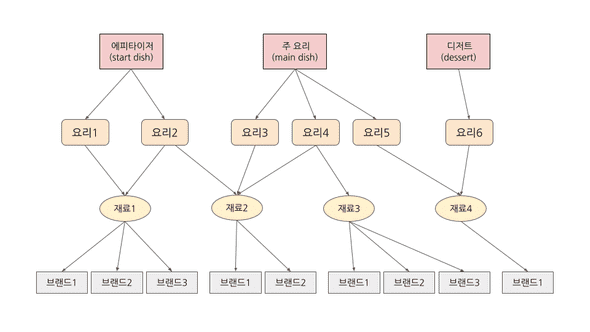 에피타이저
(start dish)
주 요리
(main dish)
디저트
(dessert)
요리1
요리2
요리3
요리4
요리5
요리6
재료1
재료2
재료3
재료4
브랜드1
브랜드2
브랜드3
브랜드1
브랜드2
브랜드1
브랜드2
브랜드3
브랜드1